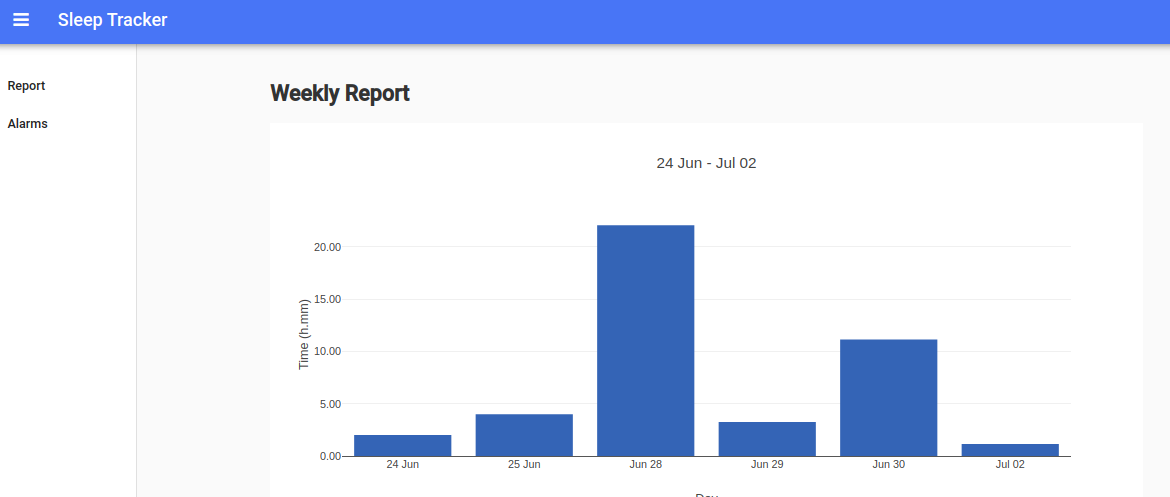 Sleep Tracker
Report
Alarms
Weekly Report
24 Jun - Jul 02
Time (h.mm)
20.00
15.00
10.00
5.00
0.00
24 Jun
25 Jun
Jun 28
Jun 29
Jun 30
Jul 02